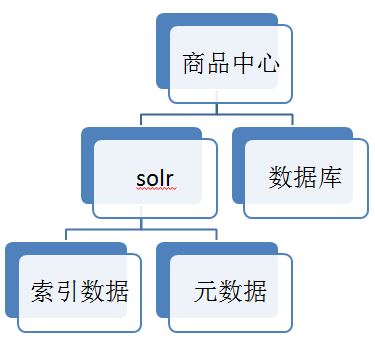 商品中心
solr
数据库
索引数据
元数据